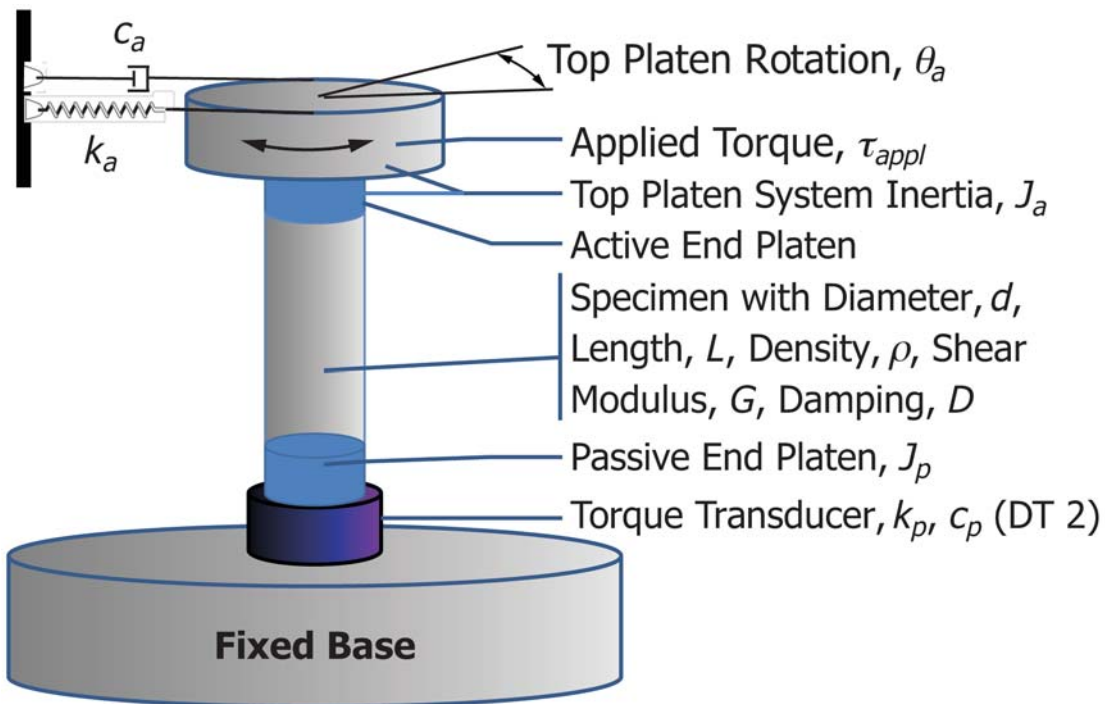 c_a
k_a
Top Platen Rotation, θ_a
Applied Torque, τ_appl
Top Platen System Inertia, J_a
Active End Platen
Specimen with Diameter, d,
Length, L, Density, ρ, Shear
Modulus, G, Damping, D
Passive End Platen, J_p
Torque Transducer, k_p, c_p (DT 2)
Fixed Base